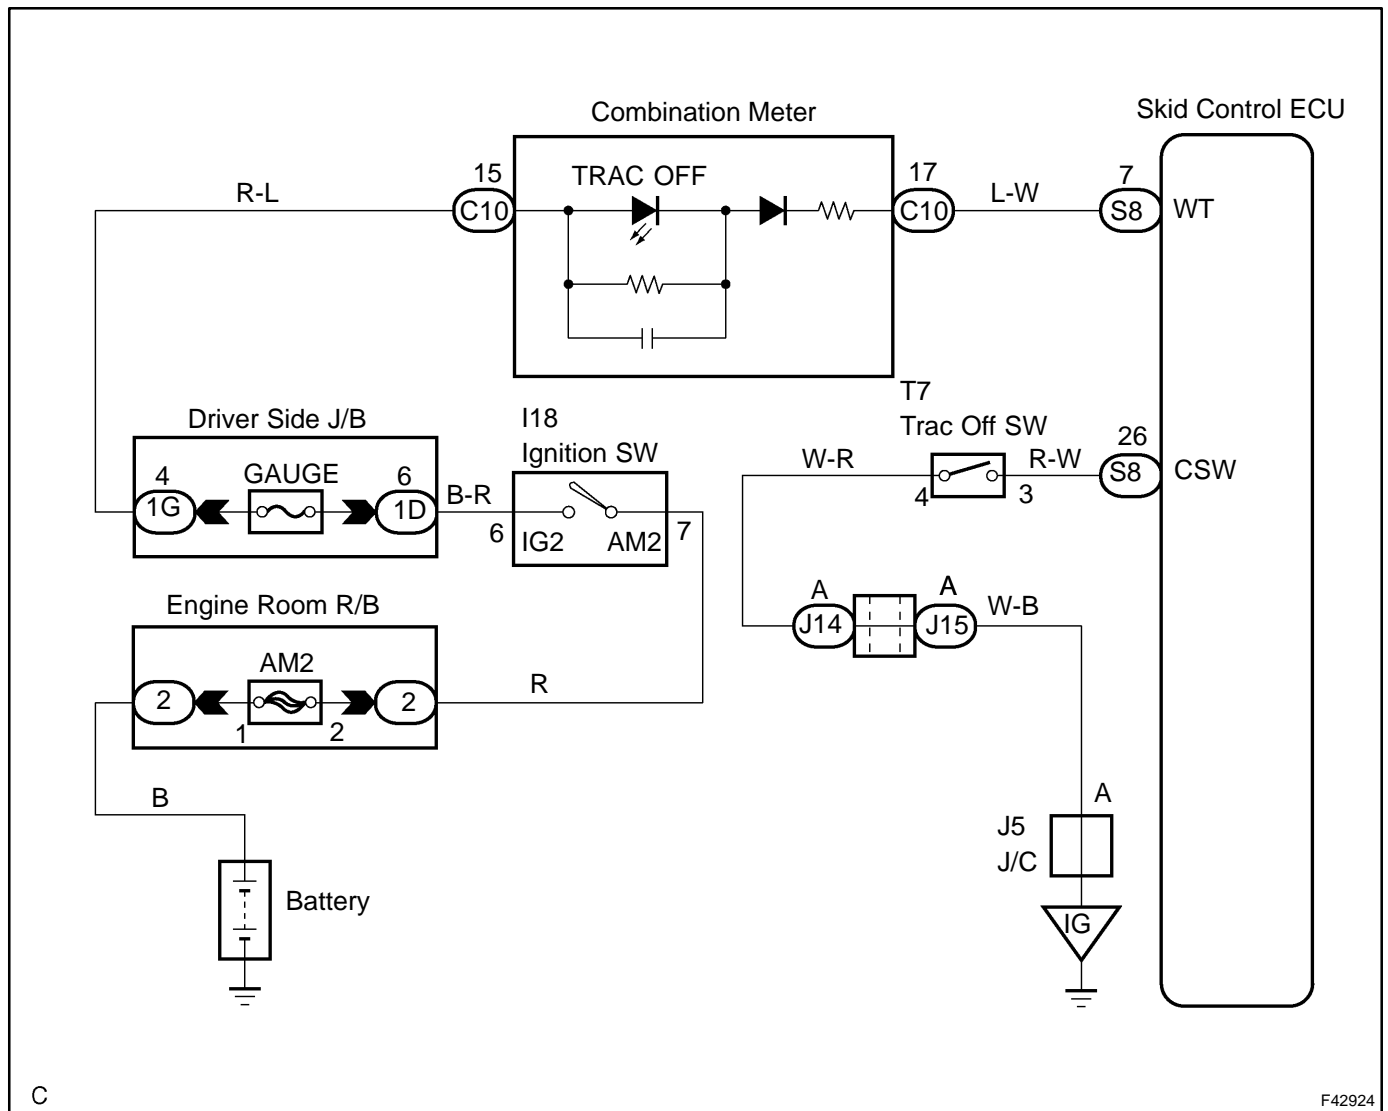 Combination Meter
Skid Control ECU
15
TRAC OFF
17
7
R-L
C10
C10
L-W
S8
WT
T7
Driver Side J/B
I18
Trac Off SW
Ignition SW
26
W-R
R-W
4
GAUGE
6
S8
CSW
B-R
4
3
1G
1D
6
IG2
AM2
7
Engine Room R/B
A
A
W-B
J14
J15
AM2
R
2
2
1
2
B
A
J5
J/C
Battery
IG
C
F42924